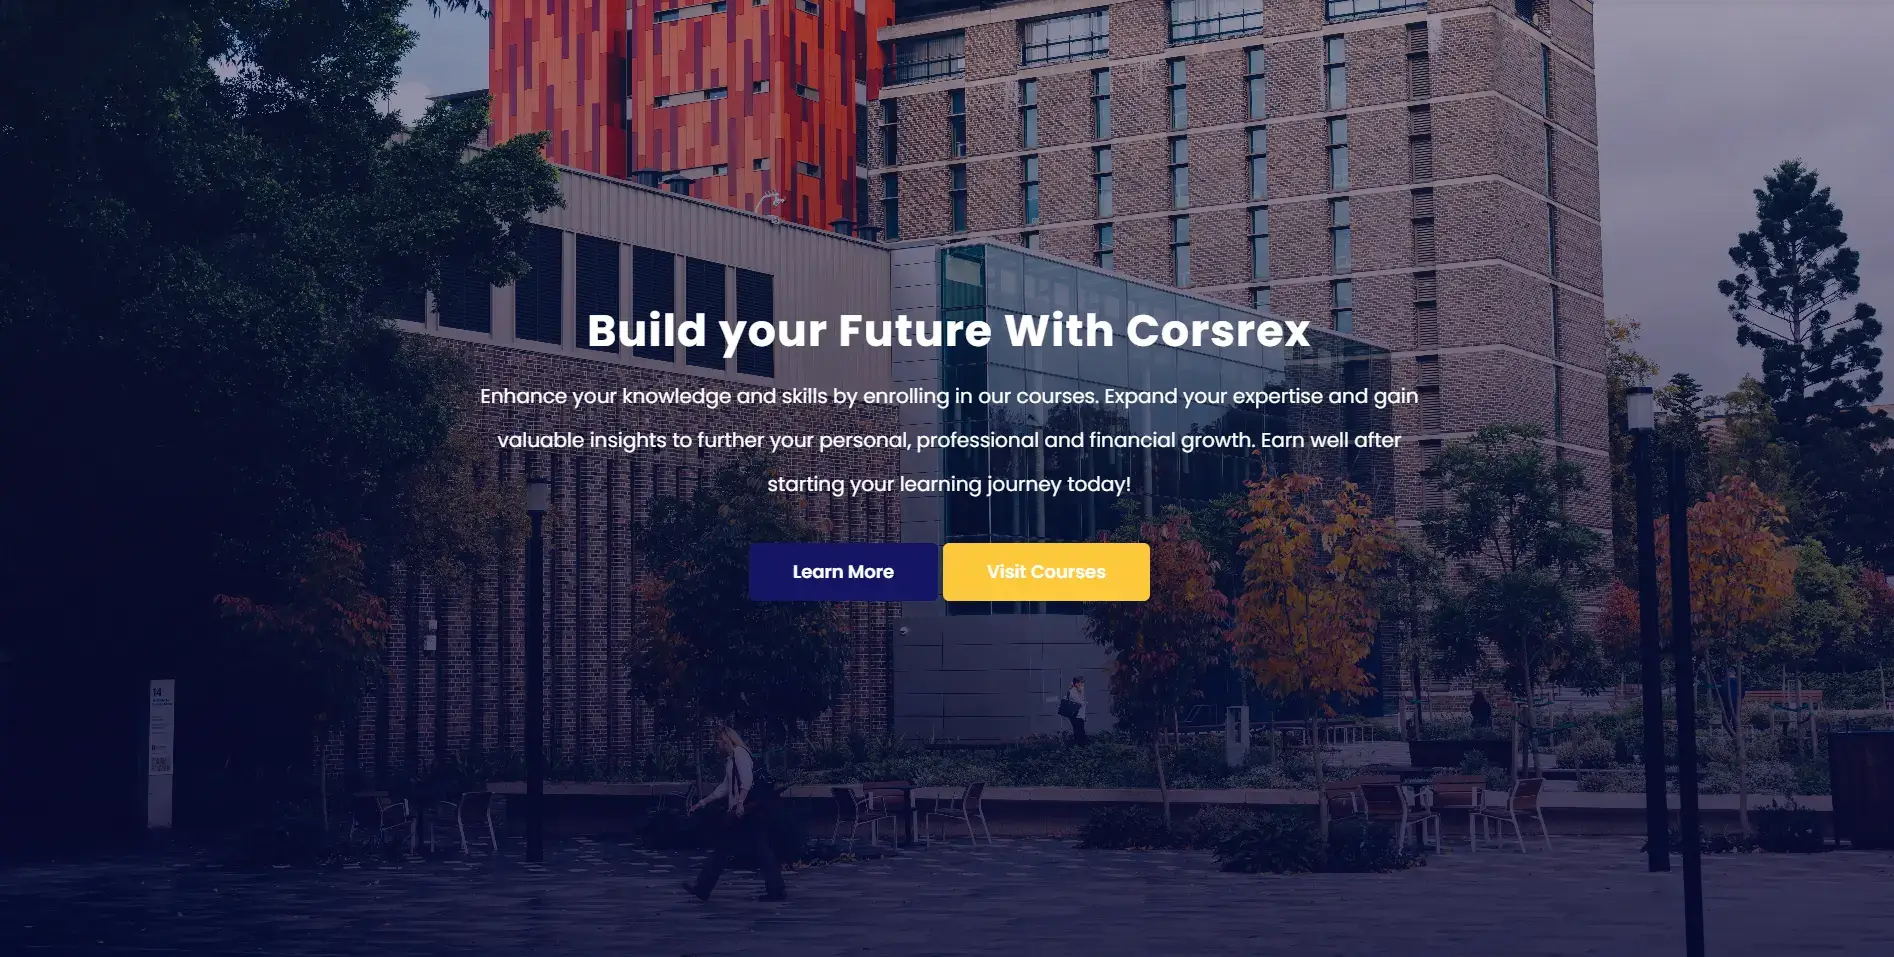 Build your Future With Corsrex
Enhance your knowledge and skills by enrolling in our courses. Expand your expertise and gain
valuable insights to further your personal, professional and financial growth. Earn well after
starting your learning journey today!
Learn More
Visit Courses
14